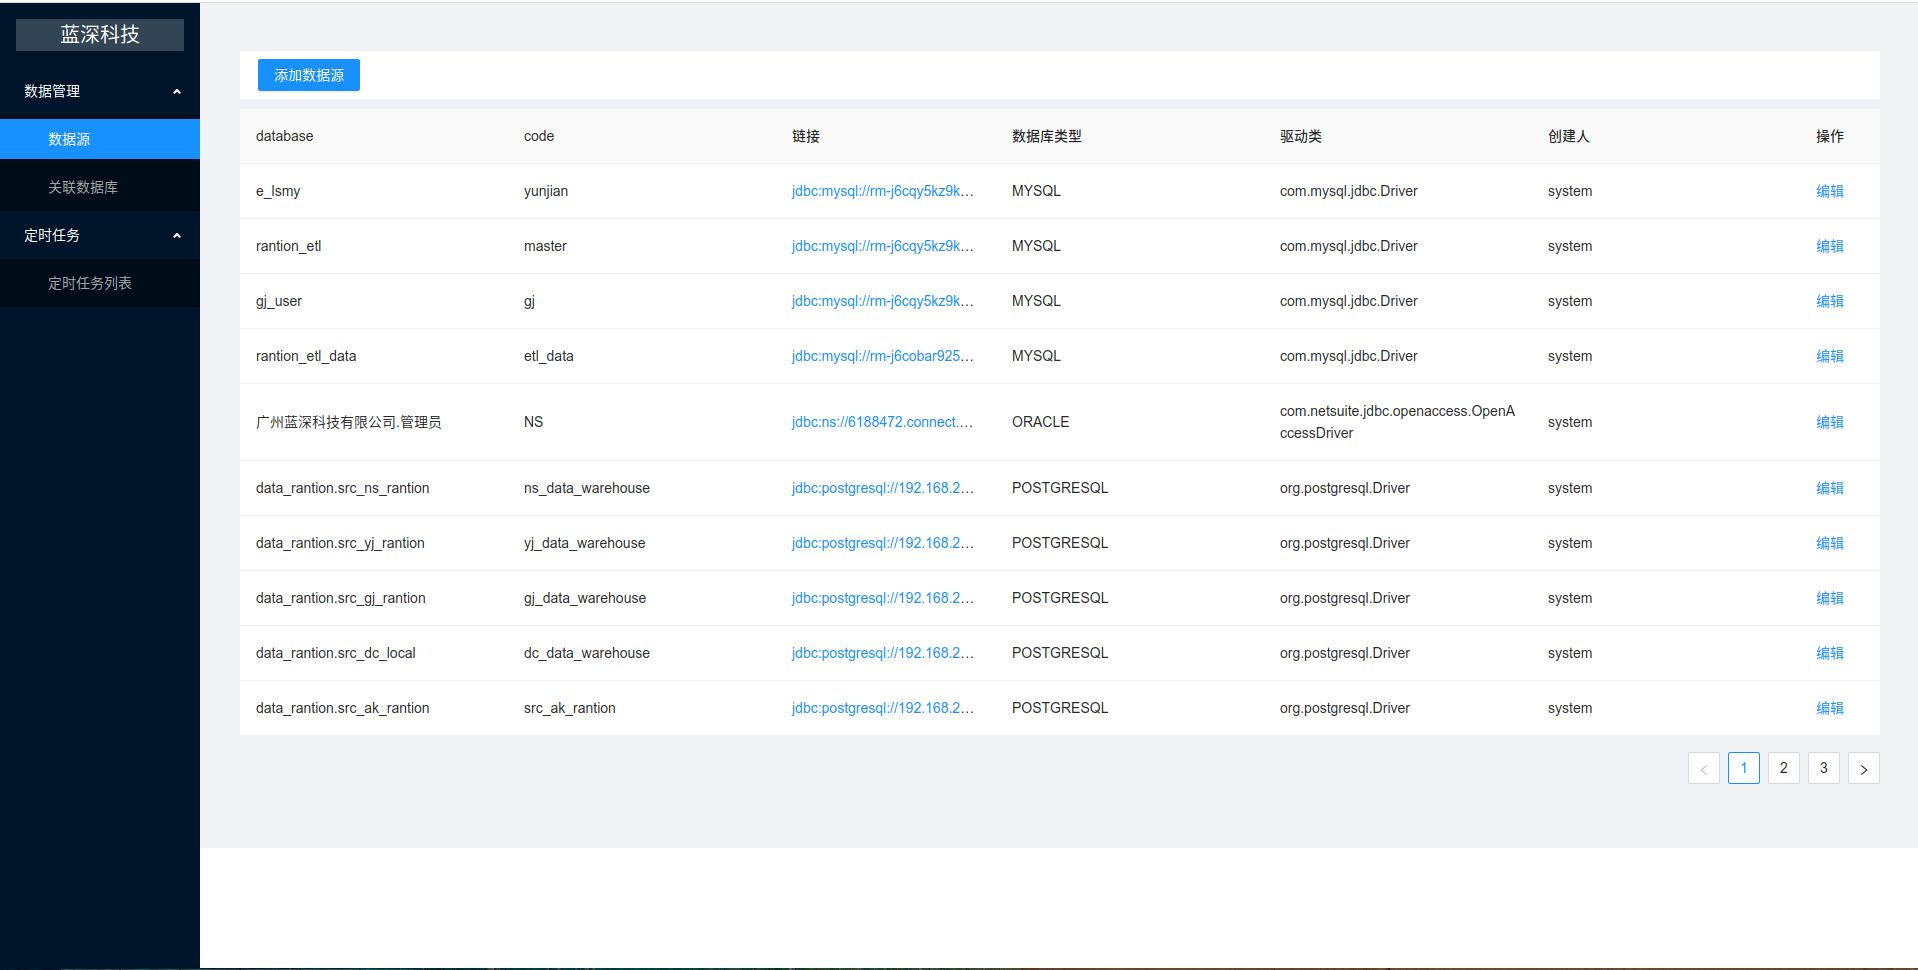 蓝深科技
数据管理
数据源
关联数据库
定时任务
定时任务列表
添加数据源
database code 链接 数据库类型 驱动类 创建人 操作
e_lsmy yunjian jdbc:mysql://rm-j6cqy5kz9k... MYSQL com.mysql.jdbc.Driver system 编辑
rantion_etl master jdbc:mysql://rm-j6cqy5kz9k... MYSQL com.mysql.jdbc.Driver system 编辑
gj_user gj jdbc:mysql://rm-j6cqy5kz9k... MYSQL com.mysql.jdbc.Driver system 编辑
rantion_etl_data etl_data jdbc:mysql://rm-j6cobar925... MYSQL com.mysql.jdbc.Driver system 编辑
广州蓝深科技有限公司.管理员 NS jdbc:ns://6188472.connect.... ORACLE com.netsuite.jdbc.openaccess.OpenA system 编辑
ccessDriver
data_rantion.src_ns_rantion ns_data_warehouse jdbc:postgresql://192.168.2... POSTGRESQL org.postgresql.Driver system 编辑
data_rantion.src_yj_rantion yj_data_warehouse jdbc:postgresql://192.168.2... POSTGRESQL org.postgresql.Driver system 编辑
data_rantion.src_gj_rantion gj_data_warehouse jdbc:postgresql://192.168.2... POSTGRESQL org.postgresql.Driver system 编辑
data_rantion.src_dc_local dc_data_warehouse jdbc:postgresql://192.168.2... POSTGRESQL org.postgresql.Driver system 编辑
data_rantion.src_ak_rantion src_ak_rantion jdbc:postgresql://192.168.2... POSTGRESQL org.postgresql.Driver system 编辑
< 1 2 3 >